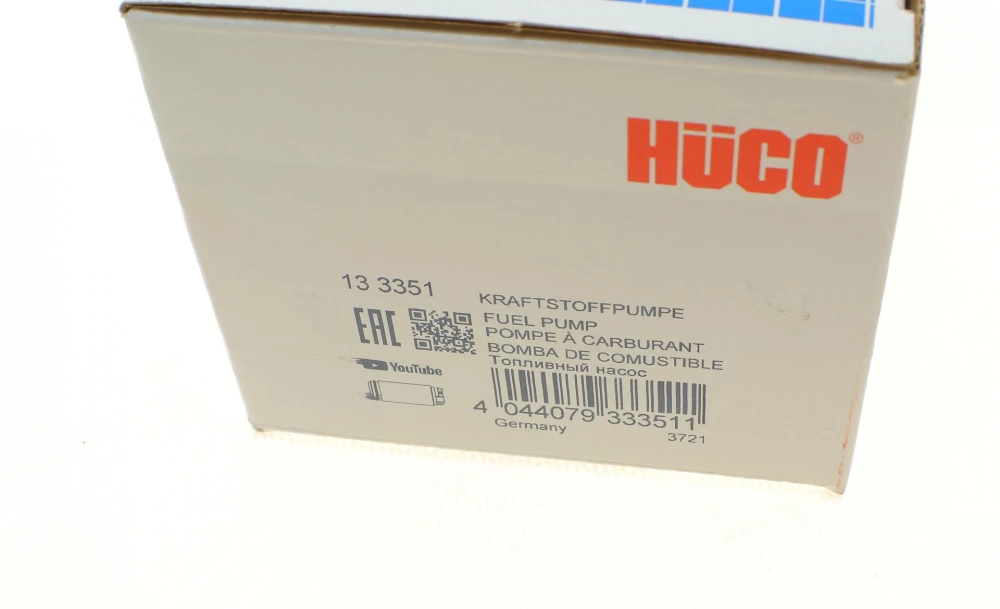 HÜCO®
13 3351
KRAFTSTOFFPUMPE
FUEL PUMP
POMPE À CARBURANT
BOMBA DE COMUSTIBLE
Топливный насос
EAC
YouTube
4 044079 333511
Germany
3721